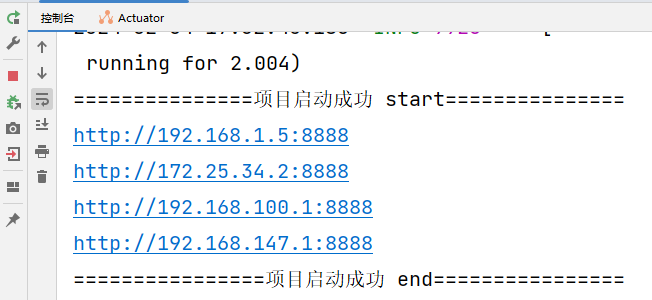 控制台 Actuator
running for 2.004)
===============项目启动成功 start===============
http://192.168.1.5:8888
http://172.25.34.2:8888
http://192.168.100.1:8888
http://192.168.147.1:8888
================项目启动成功 end================